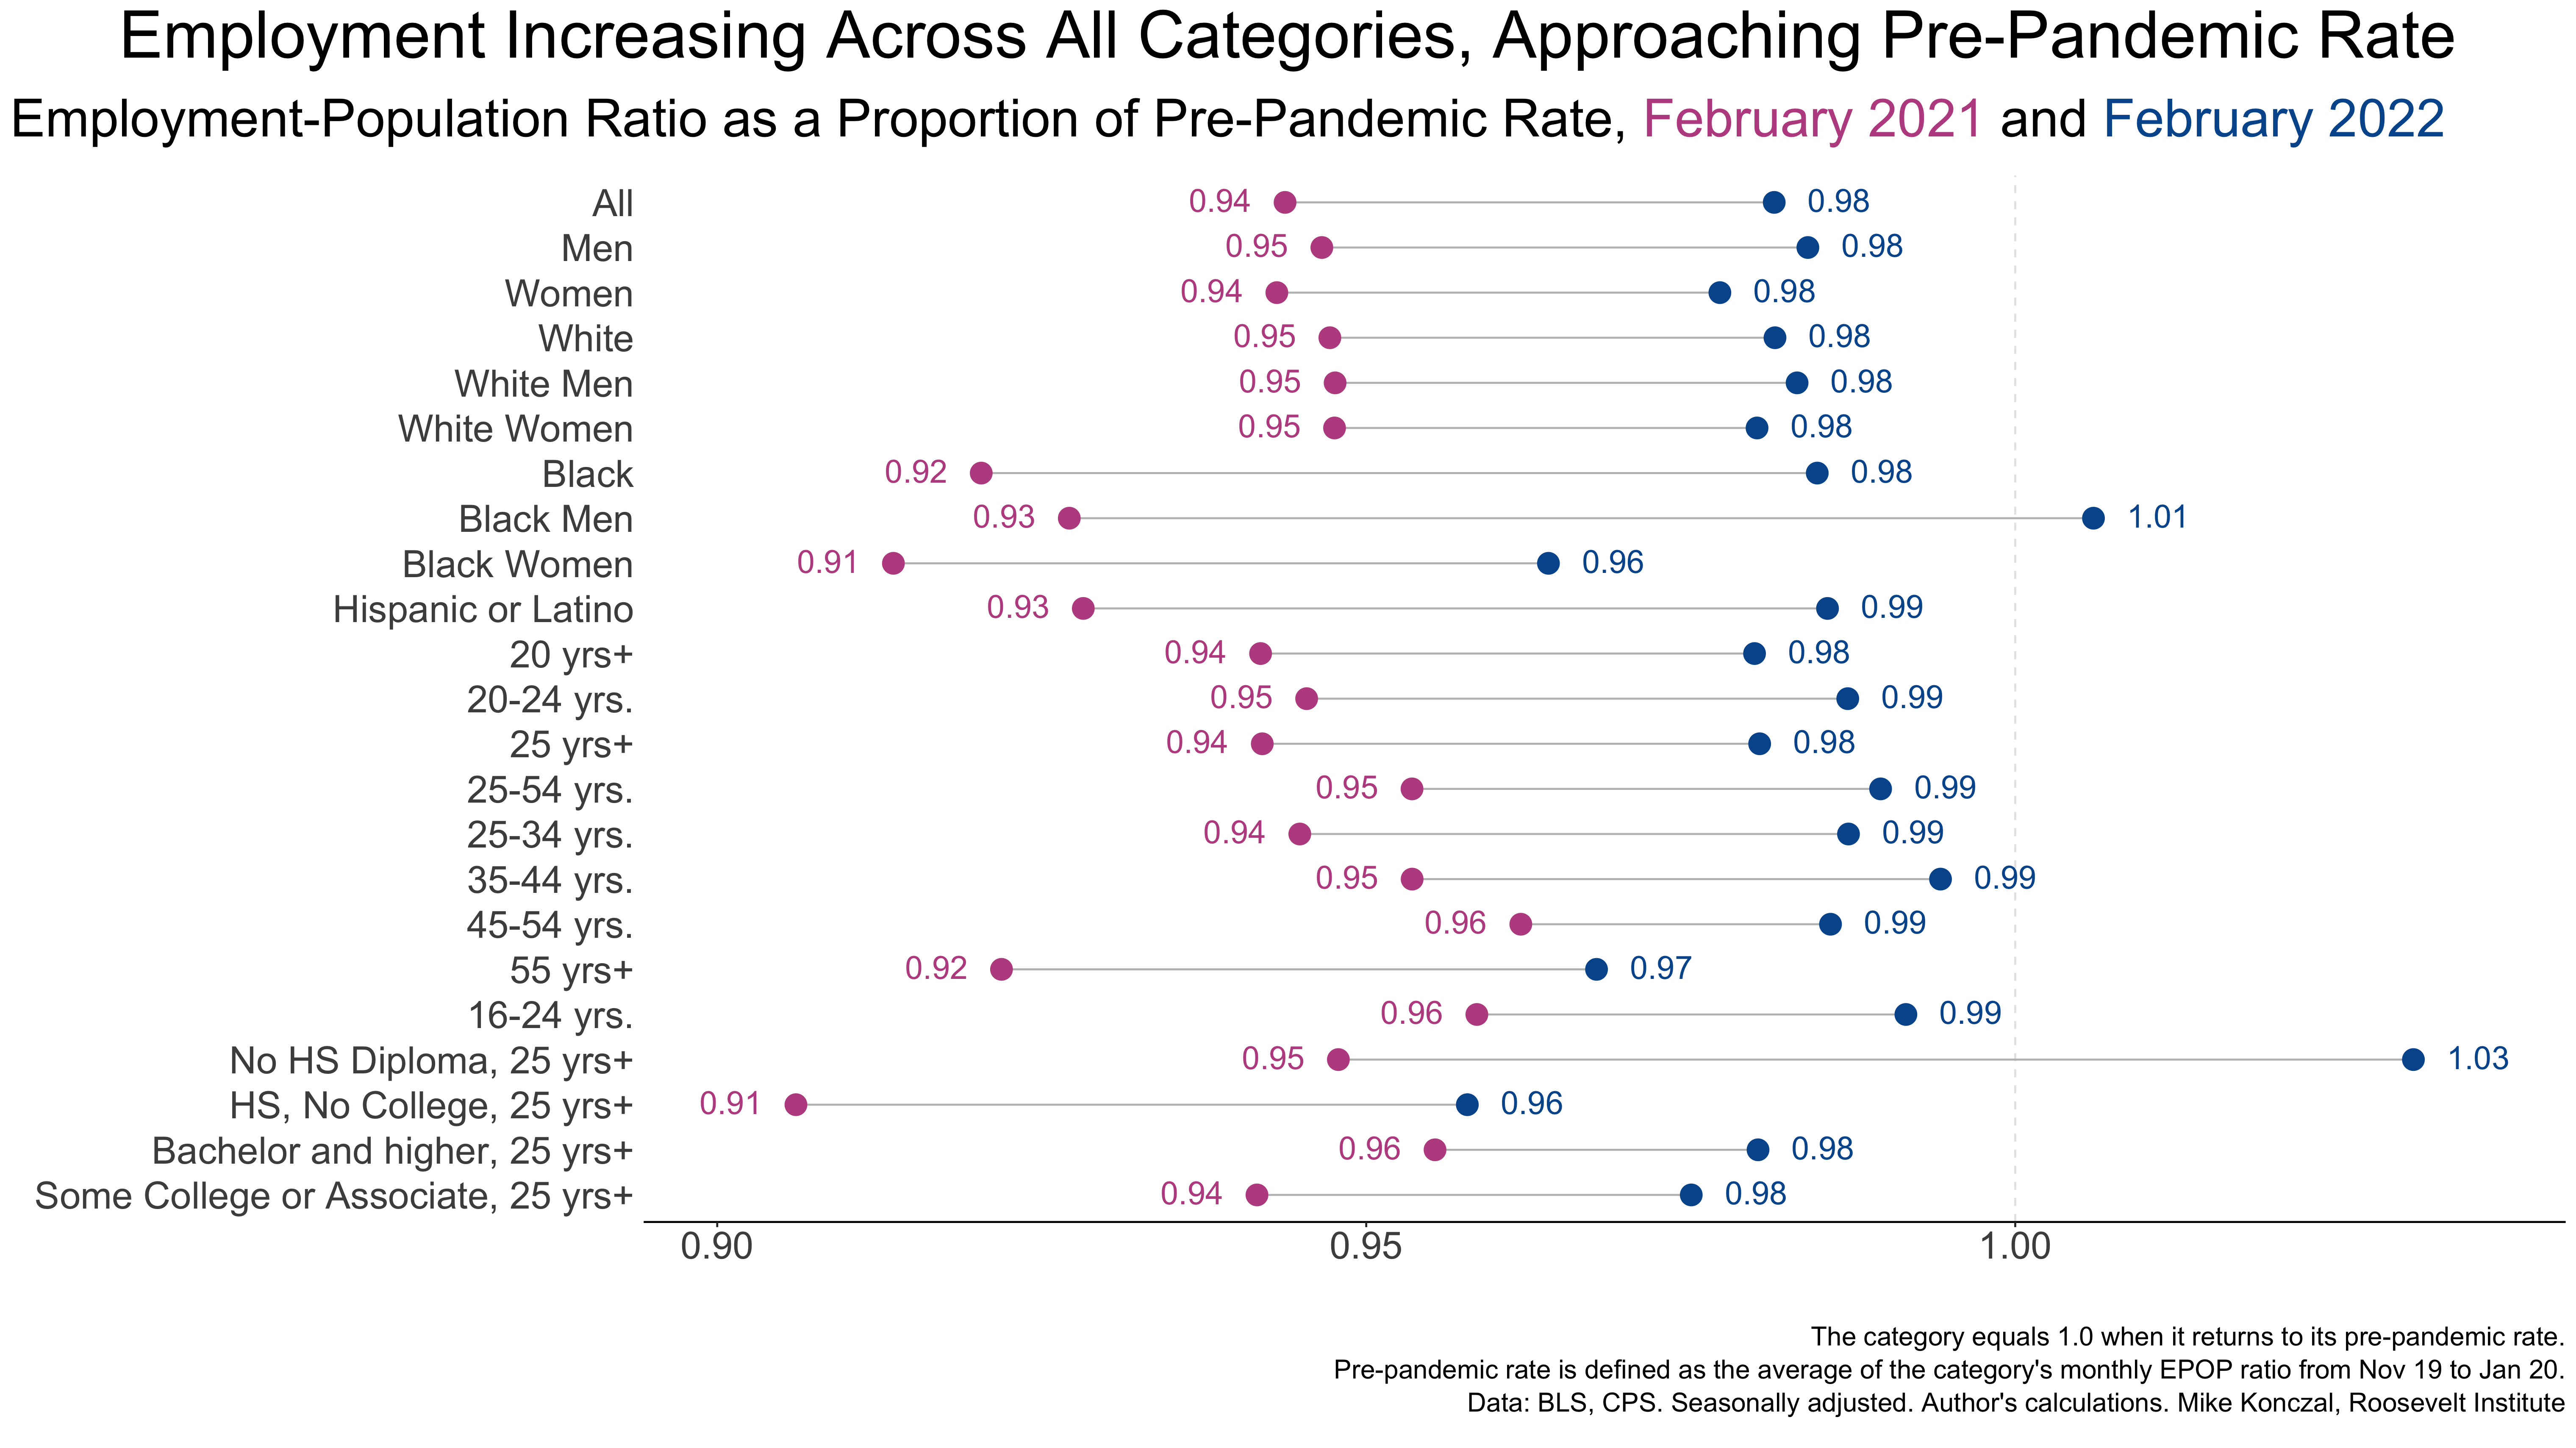 Employment Increasing Across All Categories, Approaching Pre-Pandemic Rate
Employment-Population Ratio as a Proportion of Pre-Pandemic Rate, February 2021 and February 2022
All 0.94 0.98
Men 0.95 0.98
Women 0.94 0.98
White 0.95 0.98
White Men 0.95 0.98
White Women 0.95 0.98
Black 0.92 0.98
Black Men 0.93 1.01
Black Women 0.91 0.96
Hispanic or Latino 0.93 0.99
20 yrs+ 0.94 0.98
20-24 yrs. 0.95 0.99
25 yrs+ 0.94 0.98
25-54 yrs. 0.95 0.99
25-34 yrs. 0.94 0.99
35-44 yrs. 0.95 0.99
45-54 yrs. 0.96 0.99
55 yrs+ 0.92 0.97
16-24 yrs. 0.96 0.99
No HS Diploma, 25 yrs+ 0.95 1.03
HS, No College, 25 yrs+ 0.91 0.96
Bachelor and higher, 25 yrs+ 0.96 0.98
Some College or Associate, 25 yrs+ 0.94 0.98
0.90 0.95 1.00
The category equals 1.0 when it returns to its pre-pandemic rate.
Pre-pandemic rate is defined as the average of the category's monthly EPOP ratio from Nov 19 to Jan 20.
Data: BLS, CPS. Seasonally adjusted. Author's calculations. Mike Konczal, Roosevelt Institute